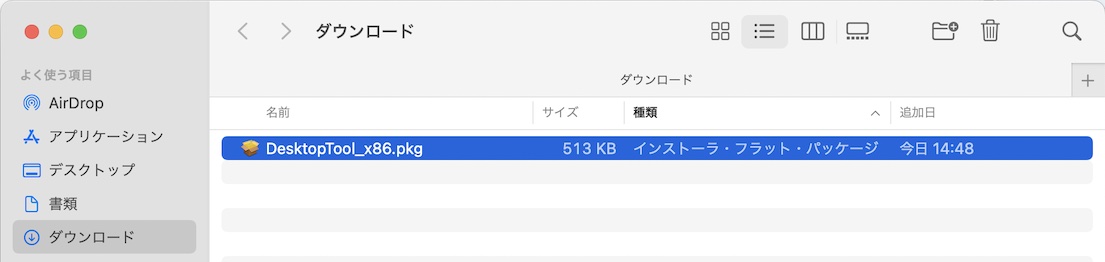 ダウンロード
よく使う項目
AirDrop
アプリケーション
デスクトップ
書類
ダウンロード
ダウンロード
名前 サイズ 種類 追加日
DesktopTool_x86.pkg 513 KB インストーラ・フラット・パッケージ 今日 14:48